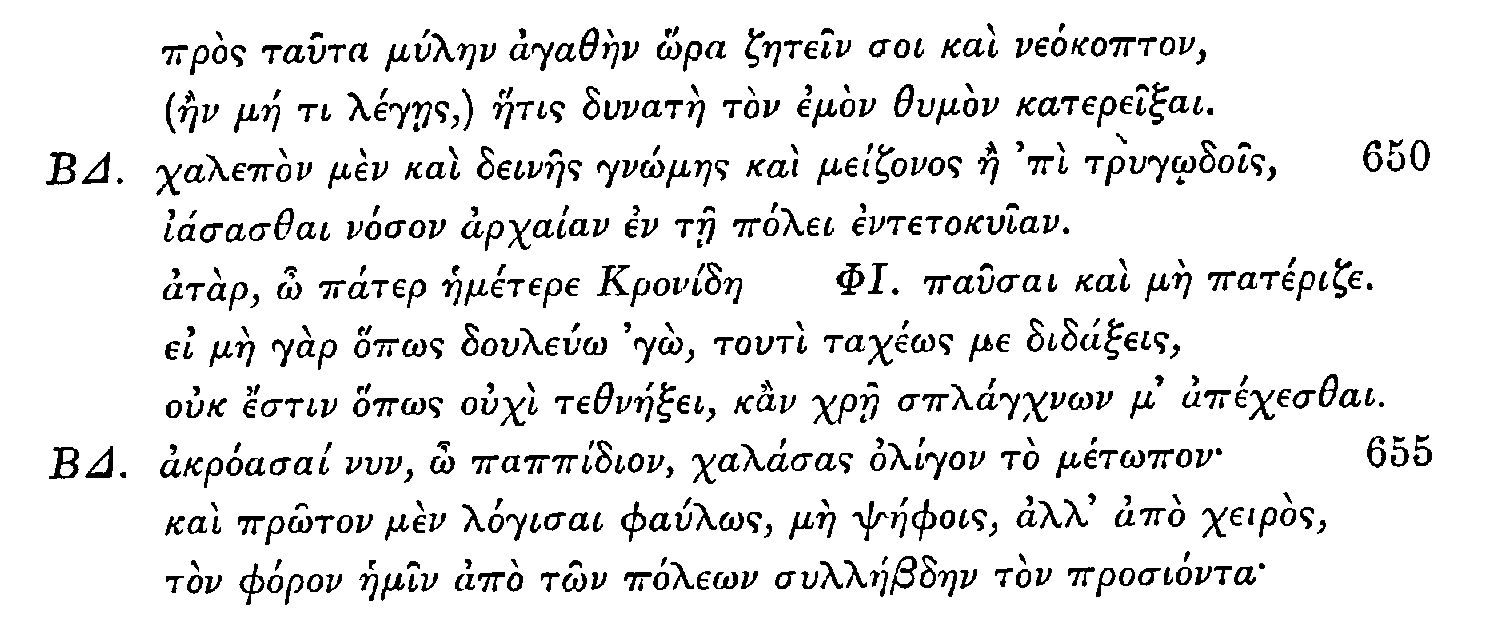 πρὸς ταῦτα μύλην ἀγαθὴν ὥρα ζητεῖν σοι καὶ νεόκοπτον,
(ἢν μή τι λέγῃς,) ἥτις δυνατὴ τὸν ἐμὸν θυμὸν κατερεῖξαι.
ΒΔ. χαλεπὸν μὲν καὶ δεινῆς γνώμης καὶ μείζονος ἢ ’πὶ τρὺγῳδοῖς, 650
ἰάσασθαι νόσον ἀρχαίαν ἐν τῇ πόλει ἐντετοκυῖαν.
ἀτὰρ, ὦ πάτερ ἡμέτερε Κρονίδη ΦΙ. παῦσαι καὶ μὴ πατέριζε.
εἰ μὴ γὰρ ὅπως δουλεύω ’γὼ, τουτὶ ταχέως με διδάξεις,
οὐκ ἔστιν ὅπως οὐχὶ τεθνήξει, κἂν χρῇ σπλάγχνων μ’ ἀπέχεσθαι.
ΒΔ. ἀκρόασαί νυν, ὦ παππίδιον, χαλάσας ὀλίγον τὸ μέτωπον· 655
καὶ πρῶτον μὲν λόγισαι φαύλως, μὴ ψήφοις, ἀλλ’ ἀπὸ χειρὸς,
τὸν φόρον ἡμῖν ἀπὸ τῶν πόλεων συλλήβδην τὸν προσιόντα·